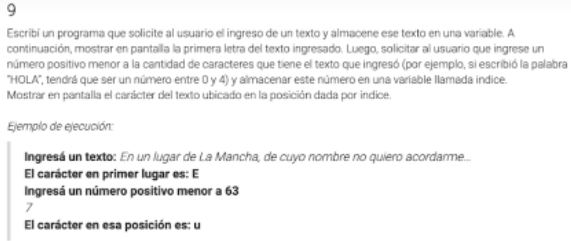 9
Escribí un programa que solicite al usuario el ingreso de un texto y almacene ese texto en una variable. A
continuación, mostrar en pantalla la primera letra del texto ingresado. Luego, solicitar al usuario que ingrese un
número positivo menor a la cantidad de caracteres que tiene el texto que ingresó (por ejemplo, si escribió la palabra
"HOLA", tendrá que ser un número entre 0 y 4) y almacenar este número en una variable llamada indice.
Mostrar en pantalla el carácter del texto ubicado en la posición dada por indice.
Ejemplo de ejecución:
Ingresá un texto: En un lugar de La Mancha, de cuyo nombre no quiero acordarme...
El carácter en primer lugar es: E
Ingresá un número positivo menor a 63
7
El carácter en esa posición es: u